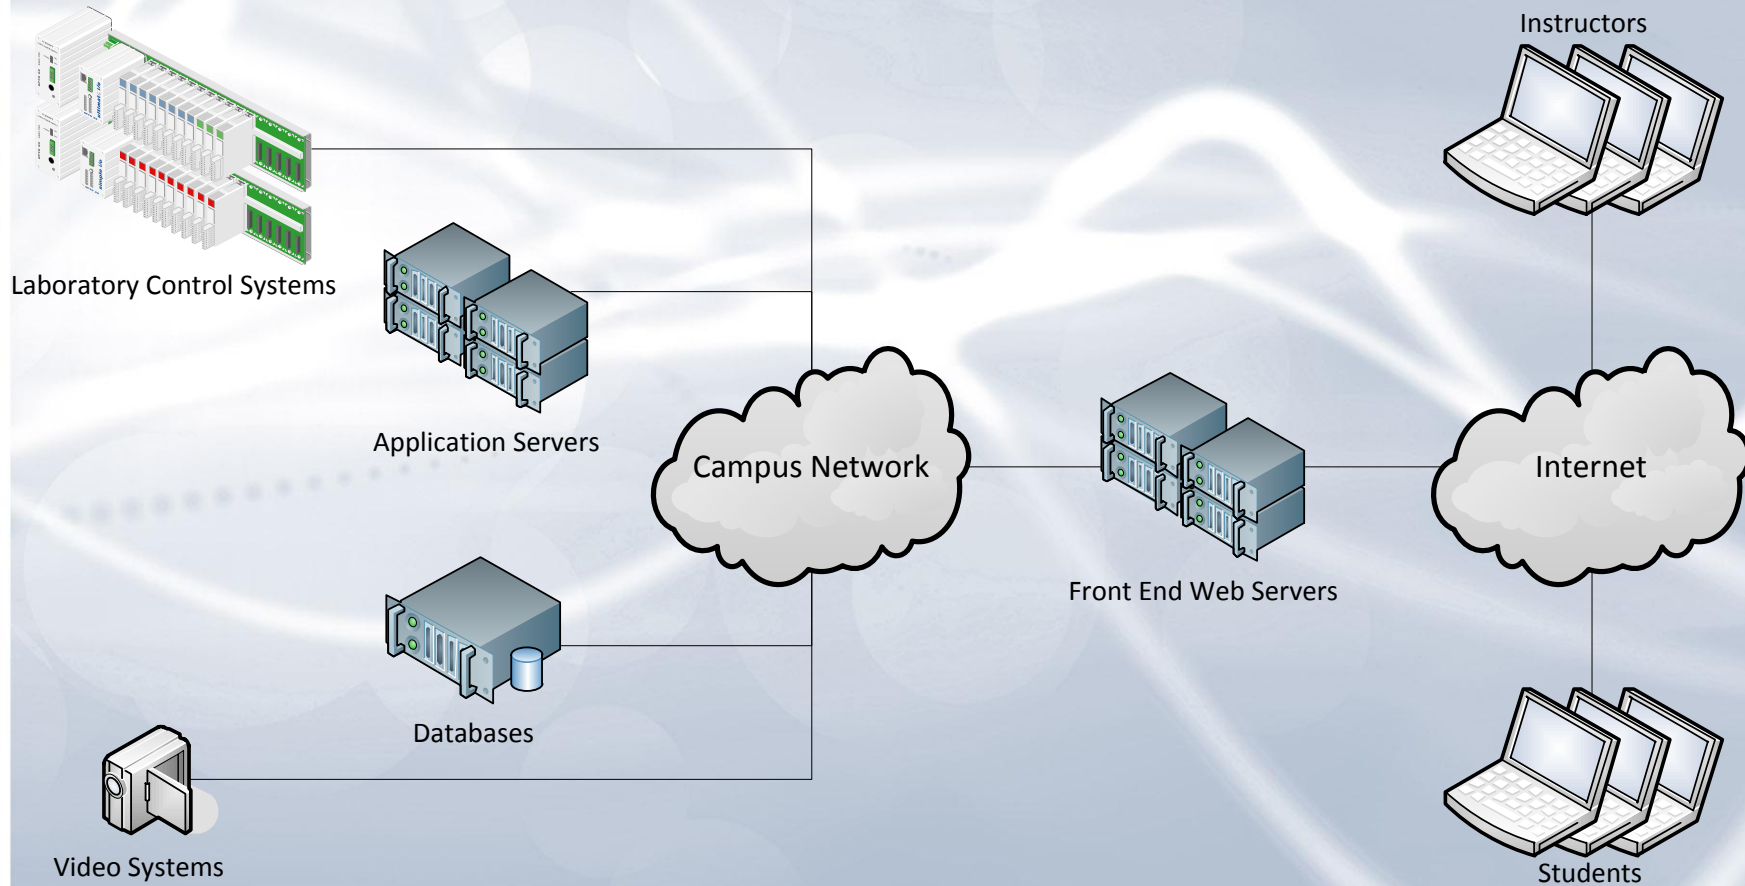 Instructors
Laboratory Control Systems
Application Servers
Campus Network
Internet
Front End Web Servers
Databases
Video Systems
Students